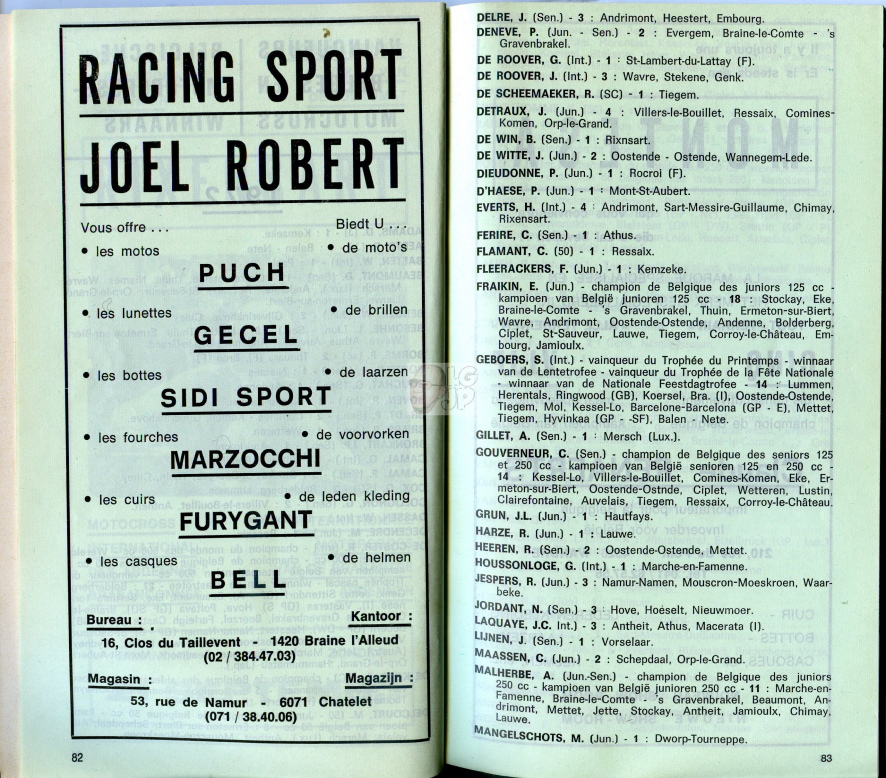 RACING SPORT
JOEL ROBERT
Vous offre . . . Biedt U . . .
• les motos • de moto's
PUCH
• les lunettes • de brillen
GECEL
• les bottes • de laarzen
SIDI SPORT
• les fourches • de voorvorken
MARZOCCHI
• les cuirs • de leden kleding
FURYGANT
• les casques • de helmen
BELL
Bureau : Kantoor :
16, Clos du Taillevent - 1420 Braine l'Alleud
(02 / 384.47.03)
Magasin : Magazijn :
53, rue de Namur - 6071 Chatelet
(071 / 38.40.06)
82
DELRE, J. (Sen.) - 3 : Andrimont, Heestert, Embourg.
DENEVE, P. (Jun. - Sen.) - 2 : Evergem, Braine-le-Comte - 's
Gravenbrakel.
DE ROOVER, G. (Int.) - 1 : St-Lambert-du-Lattay (F).
DE ROOVER, J. (Int.) - 3 : Wavre, Stekene, Genk.
DE SCHEEMAEKER, R. (SC) - 1 : Tiegem.
DETRAUX, J. (Jun.) - 4 : Villers-le-Bouillet, Ressaix, Comines-
Komen, Orp-le-Grand.
DE WIN, B. (Sen.) - 1 : Rixnsart.
DE WITTE, J. (Jun.) - 2 : Oostende - Ostende, Wannegem-Lede.
DIEUDONNE, P. (Jun.) - 1 : Rocroi (F).
D'HAESE, P. (Jun.) - 1 : Mont-St-Aubert.
EVERTS, H. (Int) - 4 : Andrimont, Sart-Messire-Guillaume, Chimay,
Rixensart.
FERIRE, C. (Sen.) - 1 : Athus.
FLAMANT, C. (50) - 1 : Ressaix.
FLEERACKERS, F. (Jun.) - 1 : Kemzeke.
FRAIKIN, E. (Jun.) - champion de Belgique des juniors 125 cc -
kampioen van België junioren 125 cc - 18 : Stockay, Eke,
Braine-le-Comte - 's Gravenbrakel, Thuin, Ermeton-sur-Biert,
Wavre, Andrimont, Oostende-Ostende, Andenne, Bolderberg,
Ciplet, St-Sauveur, Lauwe, Tiegem, Corroy-le-Château, Em-
bourg, Jamioulx.
GEBOERS, S. (Int) - vainqueur du Trophée du Printemps - winnaar
van de Lentetrofee - vainqueur du Trophée de la Fête Nationale
- winnaar van de Nationale Feestdagtrofee - 14 : Lummen,
Herentals, Ringwood (GB), Koersel, Bra. (I), Oostende-Ostende,
Tiegem, Mol, Kessel-Lo, Barcelone-Barcelona (GP - E), Mettet,
Tiegem, Hyvinkaa (GP - -SF), Balen - Nete.
GILLET, A. (Sen.) - 1 : Mersch (Lux.).
GOUVERNEUR, C. (Sen.) - champion de Belgique des seniors 125
et 250 cc - kampioen van België senioren 125 en 250 cc -
14 : Kessel-Lo, Villers-le-Bouillet, Comines-Komen, Eke, Er-
meton-sur-Biert, Oostende-Ostnde, Ciplet, Wetteren, Lustin,
Clairefontaine, Auvelais, Tiegem, Ressaix, Corroy-le-Château.
GRUN, J.L. (Jun.) - 1 : Hautfays.
HARZE, R. (Jun.) - 1 : Lauwe.
HEEREN, R. (Sen.) - 2 : Oostende-Ostende, Mettet.
HOUSSONLOGE, G. (Int.) - 1 : Marche-en-Famenne.
JESPERS, R. (Jun.) - 3 : Namur-Namen, Mouscron-Moeskroen, Waar-
beke.
JORDANT, N. (Sen.) - 3 : Hove, Hoéselt, Nieuwmoer.
LAQUAYE, J.C. Int.) - 3 : Antheit, Athus, Macerata (I).
LIJNEN, J. (Sen.) - 1 : Vorselaar.
MAASSEN, C. (Jun.) - 2 : Schepdaal, Orp-le-Grand.
MALHERBE, A. (Jun.-Sen.) - champion de Belgique des juniors
250 cc - kampioen van België junioren 250 cc - 11 : Marche-en-
Famenne, Braine-le-Comte - 's Gravenbrakel, Beaumont, An-
drimont, Mettet, Jette, Stockay, Antheit, Jamioulx, Chimay,
Lauwe.
MANGELSCHOTS, M. (Jun.) - 1 : Dworp-Tourneppe.
83